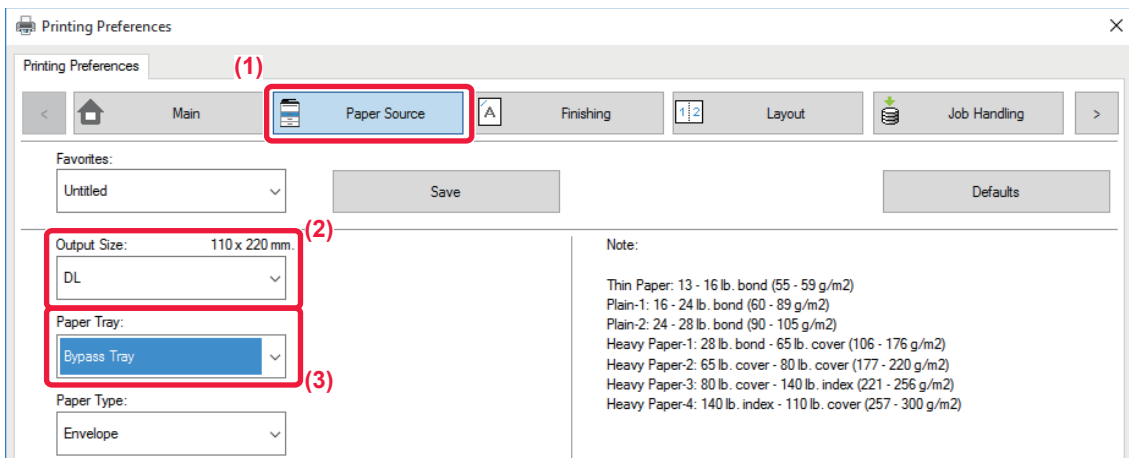 Printing Preferences
Printing Preferences
(1)
< Main Paper Source A Finishing 1 2 Layout Job Handling >
Favorites:
Untitled Save Defaults
(2)
Output Size: 110 x 220 mm.
DL
Paper Tray:
Bypass Tray
(3)
Paper Type:
Envelope
Note:
Thin Paper: 13 - 16 lb. bond (55 - 59 g/m2)
Plain-1: 16 - 24 lb. bond (60 - 89 g/m2)
Plain-2: 24 - 28 lb. bond (90 - 105 g/m2)
Heavy Paper-1: 28 lb. bond - 65 lb. cover (106 - 176 g/m2)
Heavy Paper-2: 65 lb. cover - 80 lb. cover (177 - 220 g/m2)
Heavy Paper-3: 80 lb. cover - 140 lb. index (221 - 256 g/m2)
Heavy Paper-4: 140 lb. index - 110 lb. cover (257 - 300 g/m2)